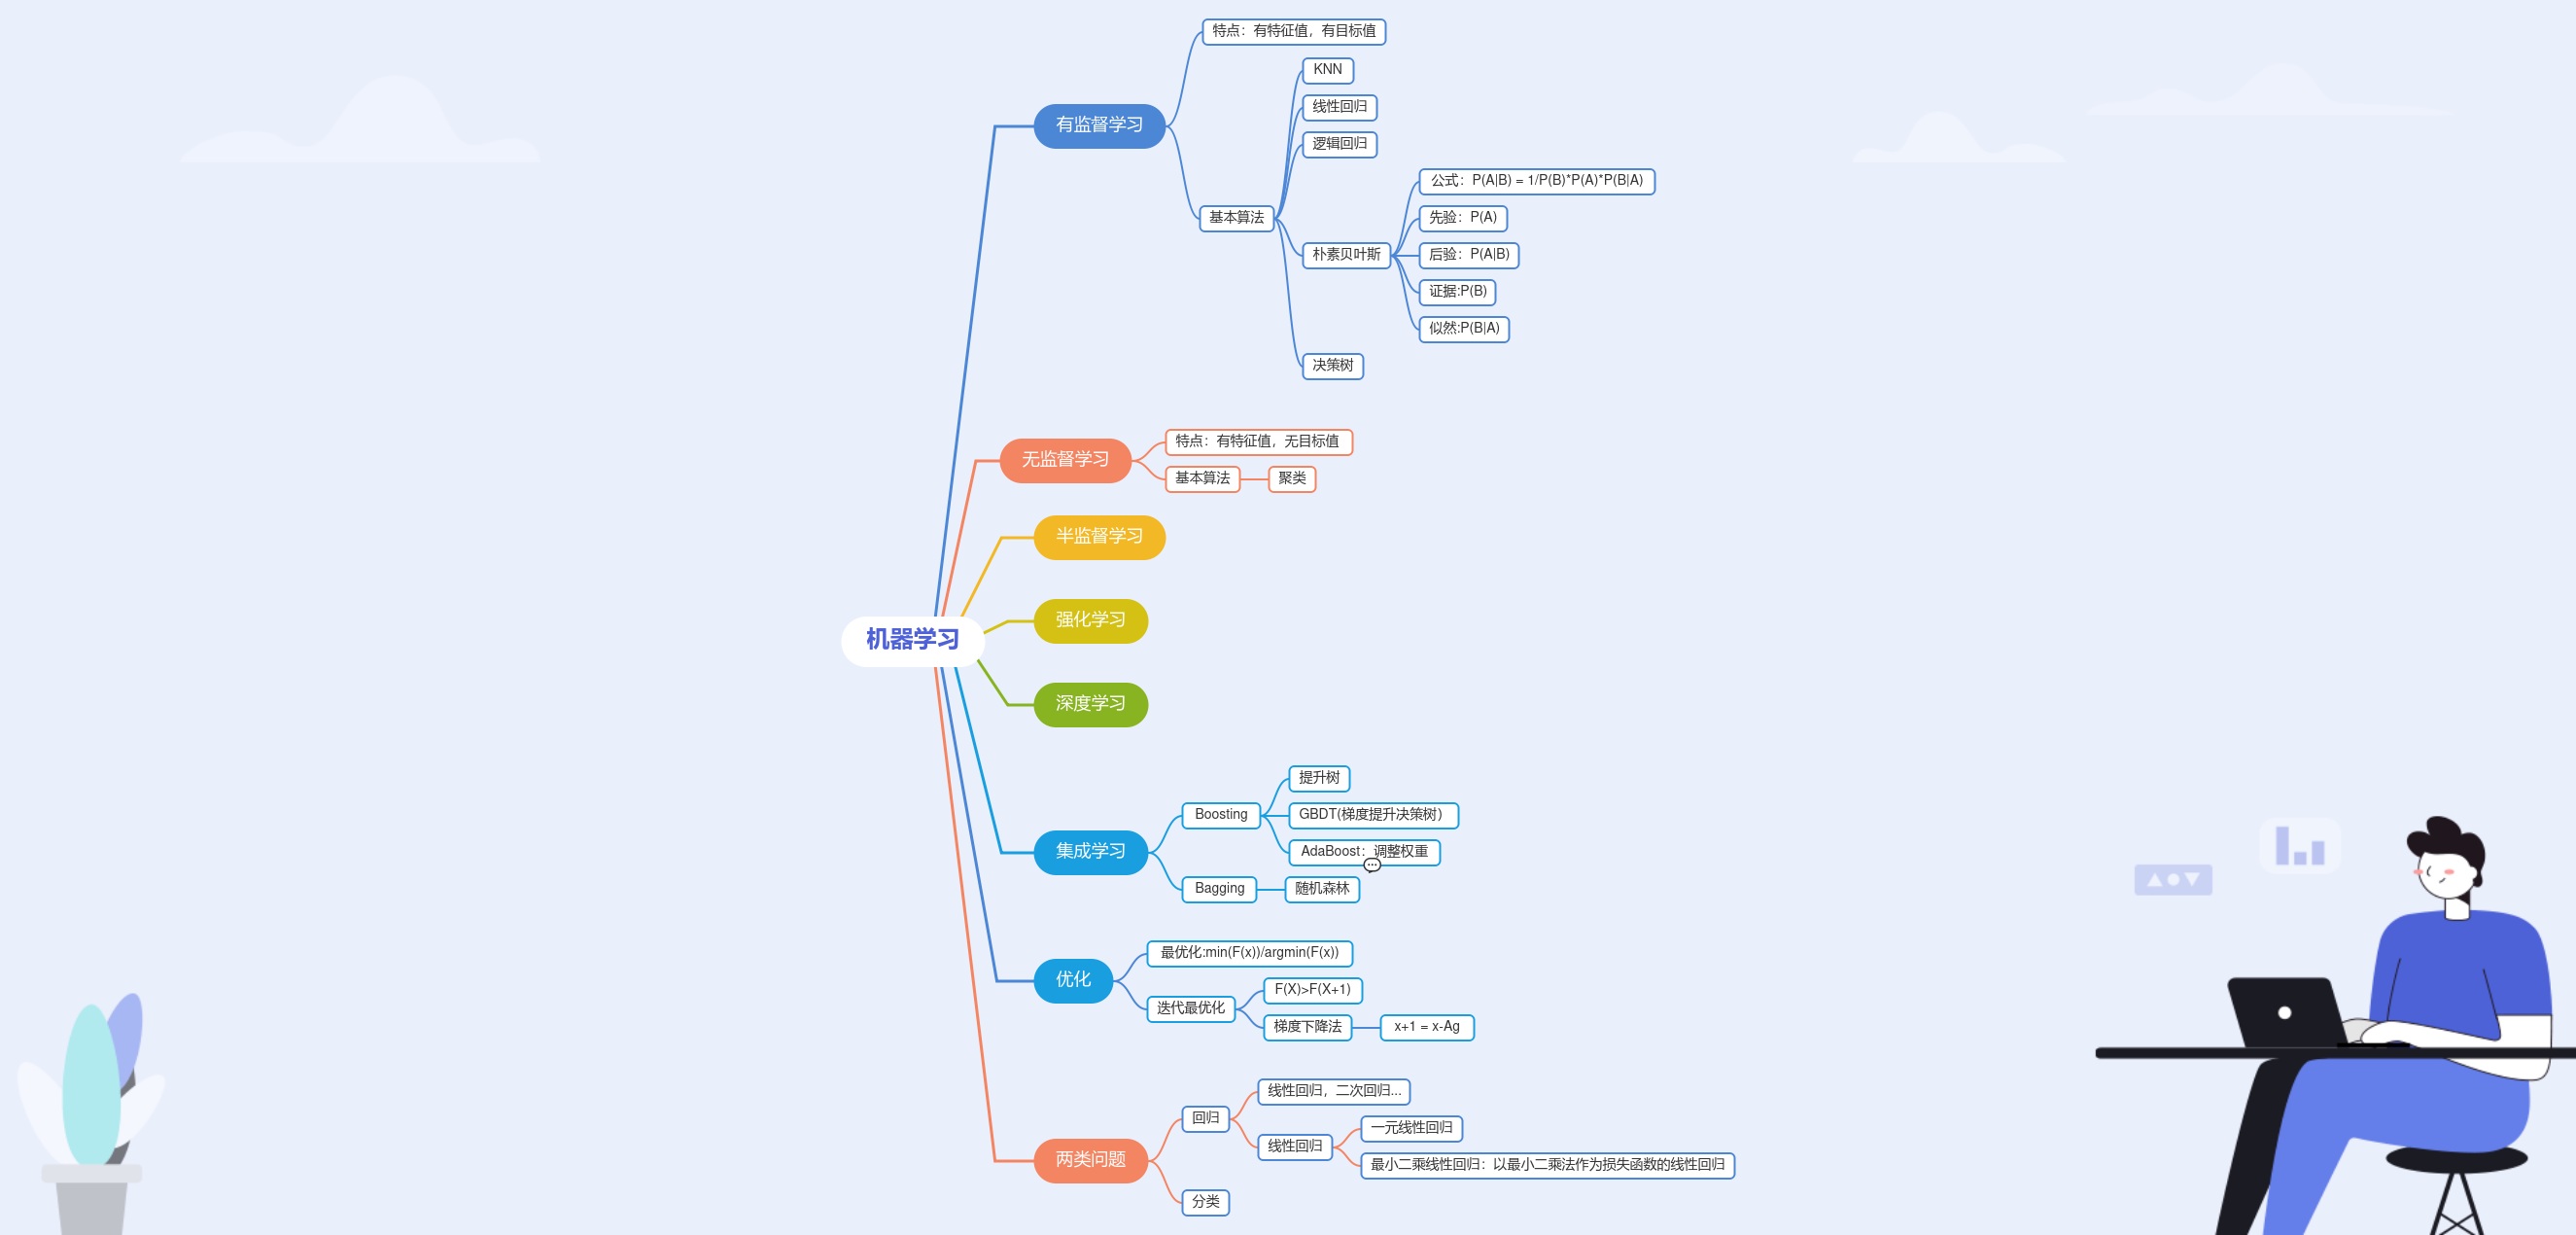 特点：有特征值，有目标值
KNN
线性回归
有监督学习
逻辑回归
公式：P(A|B) = 1/P(B)*P(A)*P(B|A)
基本算法
先验：P(A)
朴素贝叶斯
后验：P(A|B)
证据:P(B)
似然:P(B|A)
决策树
特点：有特征值，无目标值
无监督学习
基本算法
聚类
半监督学习
强化学习
机器学习
深度学习
提升树
Boosting
GBDT(梯度提升决策树）
集成学习
AdaBoost：调整权重
Bagging
随机森林
最优化:min(F(x))/argmin(F(x))
优化
F(X)>F(X+1)
迭代最优化
梯度下降法
x+1 = x-Ag
线性回归，二次回归...
回归
一元线性回归
线性回归
两类问题
最小二乘线性回归：以最小二乘法作为损失函数的线性回归
分类